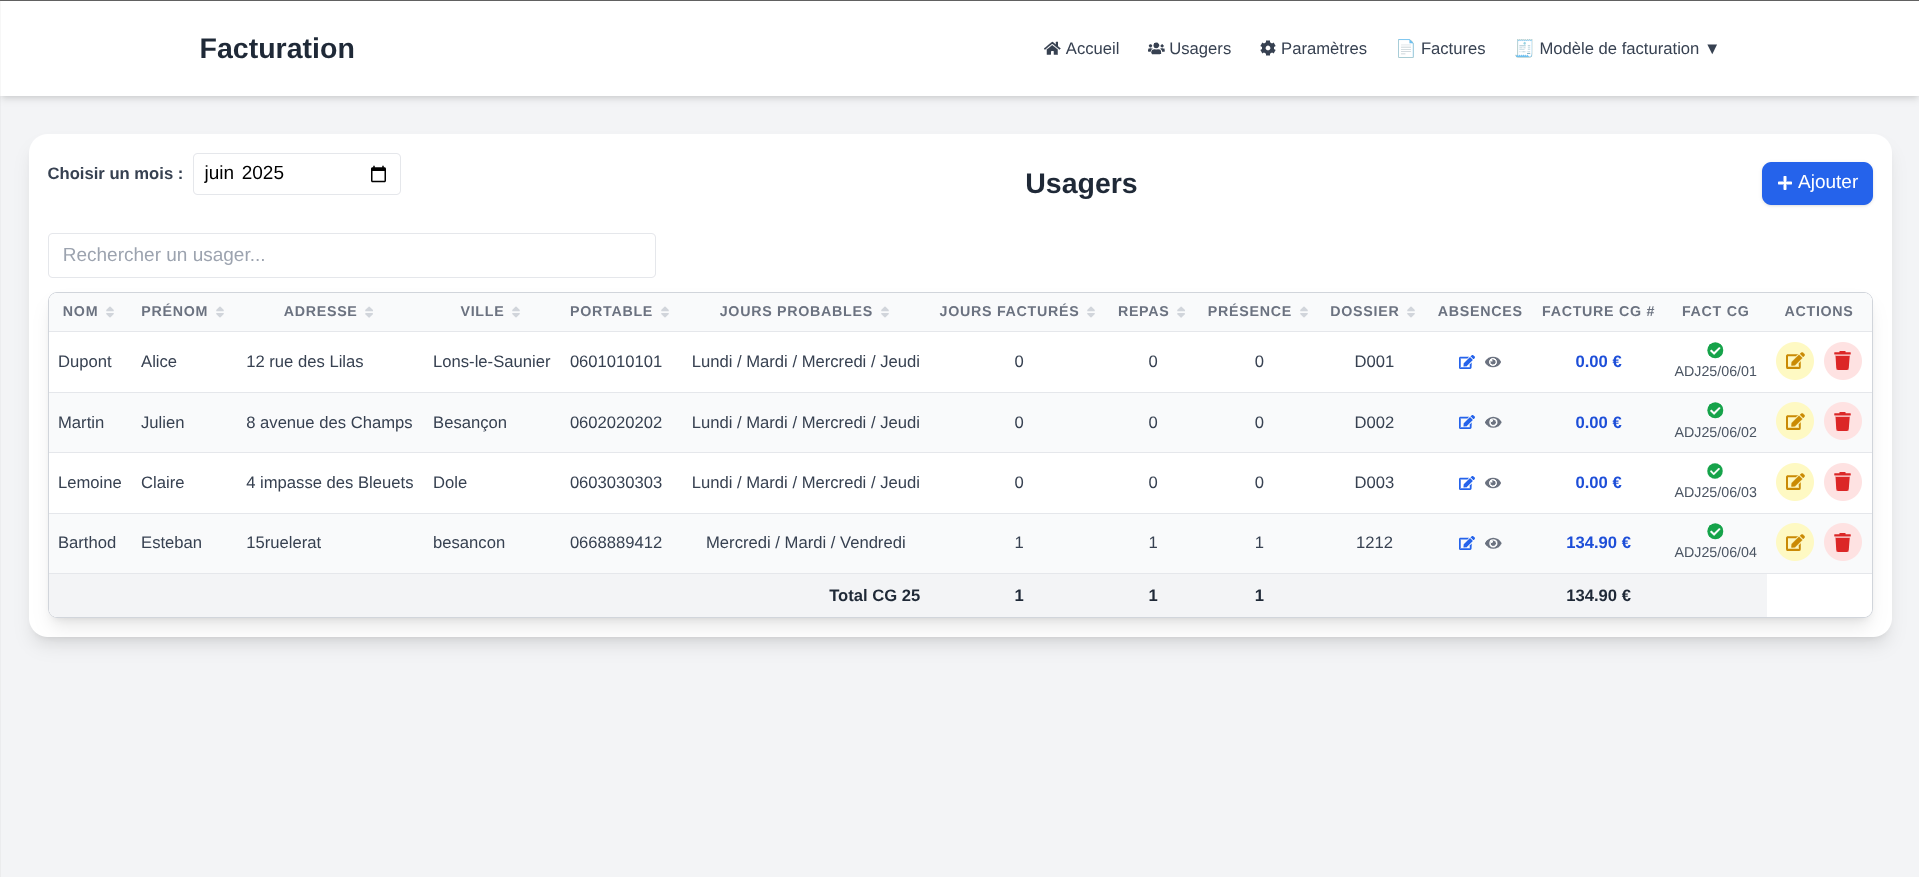 Facturation
Accueil Usagers Paramètres Factures Modèle de facturation ▼
Choisir un mois : juin 2025
Usagers
Ajouter
Rechercher un usager...
NOM PRÉNOM ADRESSE VILLE PORTABLE JOURS PROBABLES JOURS FACTURÉS REPAS PRÉSENCE DOSSIER ABSENCES FACTURE CG # FACT CG ACTIONS
Dupont Alice 12 rue des Lilas Lons-le-Saunier 0601010101 Lundi / Mardi / Mercredi / Jeudi 0 0 0 D001 0.00 € ADJ25/06/01
Martin Julien 8 avenue des Champs Besançon 0602020202 Lundi / Mardi / Mercredi / Jeudi 0 0 0 D002 0.00 € ADJ25/06/02
Lemoine Claire 4 impasse des Bleuets Dole 0603030303 Lundi / Mardi / Mercredi / Jeudi 0 0 0 D003 0.00 € ADJ25/06/03
Barthod Esteban 15ruelerat besancon 0668889412 Mercredi / Mardi / Vendredi 1 1 1 1212 134.90 € ADJ25/06/04
Total CG 25 1 1 1 134.90 €